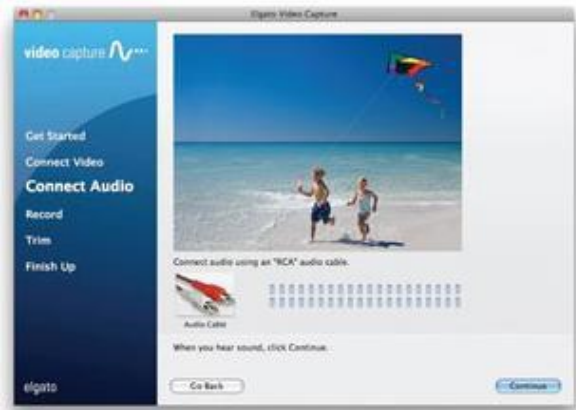 Elgato Video Capture
video capture
Get Started
Connect Video
Connect Audio
Record
Trim
Finish Up
Connect audio using an "RCA" audio cable.
Audio Cable
When you hear sound, click Continue.
elgato
Go Back
Continue